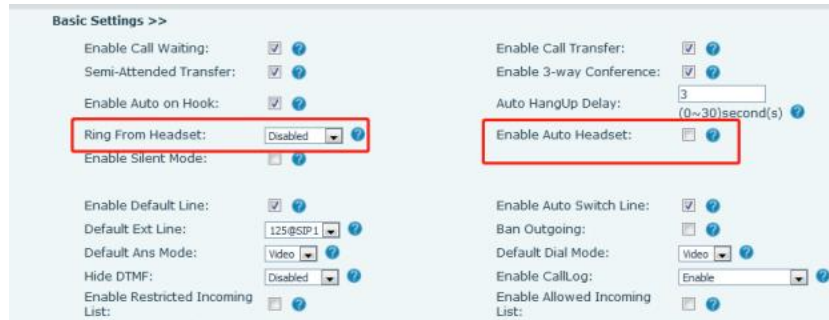 Basic Settings >>
Enable Call Waiting: Enable Call Transfer:
Semi-Attended Transfer: Enable 3-way Conference:
Enable Auto on Hook: Auto HangUp Delay: 3
(0~30)second(s)
Ring From Headset: Disabled Enable Auto Headset:
Enable Silent Mode:
Enable Default Line: Enable Auto Switch Line:
Default Ext Line: 125@SIP1 Ban Outgoing:
Default Ans Mode: Video Default Dial Mode: Video
Hide DTMF: Disabled Enable CallLog: Enable
Enable Restricted Incoming List: Enable Allowed Incoming List: